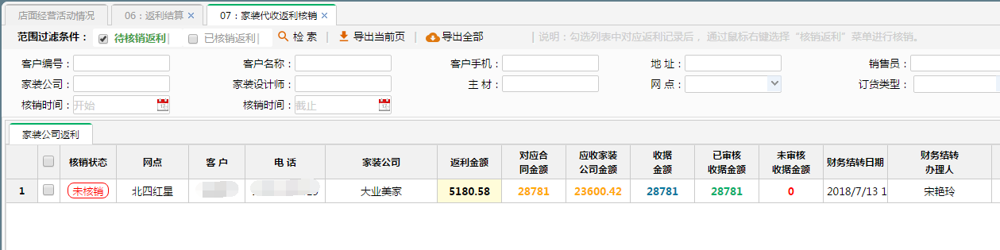 店面经营活动情况 06：返利结算 × 07：家装代收返利核销 ×
范围过滤条件： 待核销返利| 已核销返利| 检 索 | 导出当前页 | 导出全部 | 说明：勾选列表中对应返利记录后，通过鼠标右键选择“核销返利”菜单进行核销。
客户编号： 客户名称： 客户手机： 地 址： 销售员：
家装公司： 家装设计师： 主 材： 网 点： 订货类型：
核销时间： 开始 核销时间： 截止
家装公司返利
核销状态 网点 客 户 电 话 家装公司 返利金额 对应合同金额 应收家装公司金额 收据金额 已审核收据金额 未审核收据金额 财务结转日期 财务结转办理人
1 未核销 北四红星 大业美家 5180.58 28781 23600.42 28781 28781 0 2018/7/13 1 宋艳玲